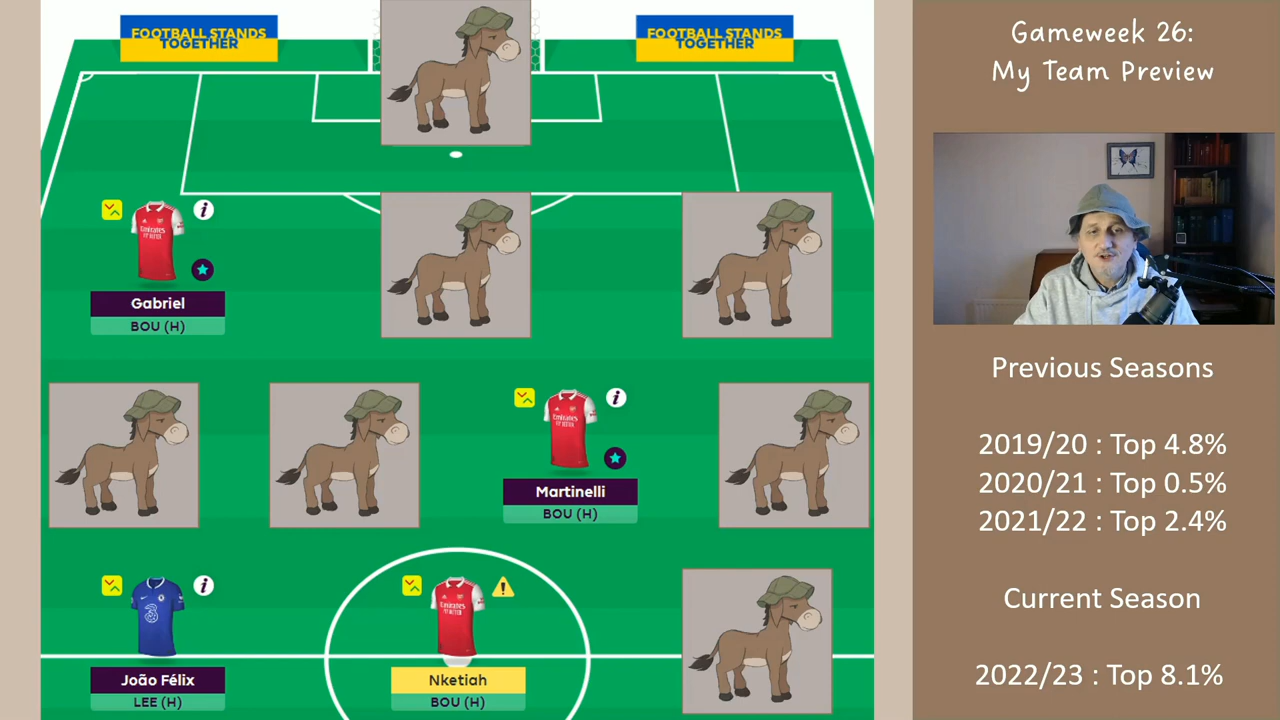 FOOTBALL STANDS
TOGETHER
FOOTBALL STANDS
TOGETHER
Gameweek 26:
My Team Preview
Gabriel
BOU (H)
Martinelli
BOU (H)
João Félix
LEE (H)
Nketiah
BOU (H)
Previous Seasons
2019/20 : Top 4.8%
2020/21 : Top 0.5%
2021/22 : Top 2.4%
Current Season
2022/23 : Top 8.1%